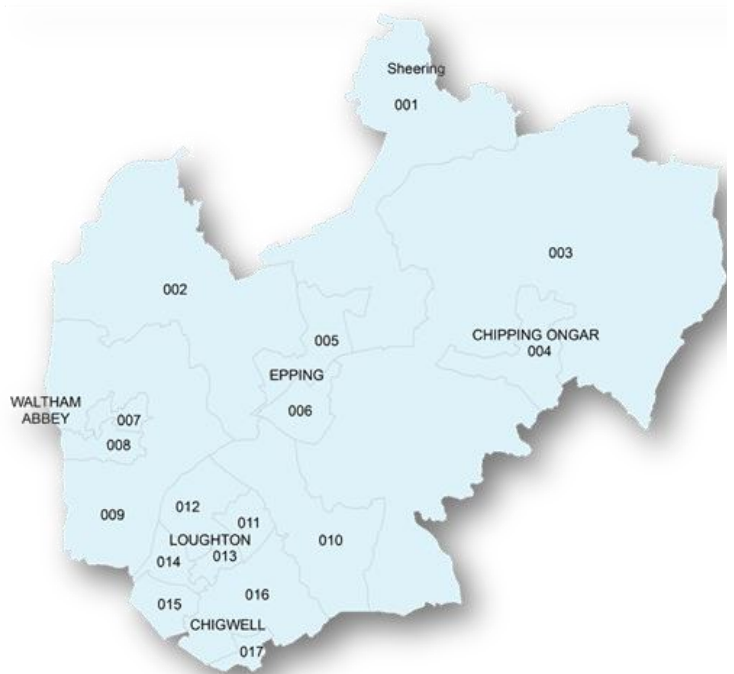 Sheering
001
003
002
CHIPPING ONGAR
004
005
EPPING
006
WALTHAM
ABBEY
007
008
009
012
011
LOUGHTON
013
014
010
015
016
CHIGWELL
017